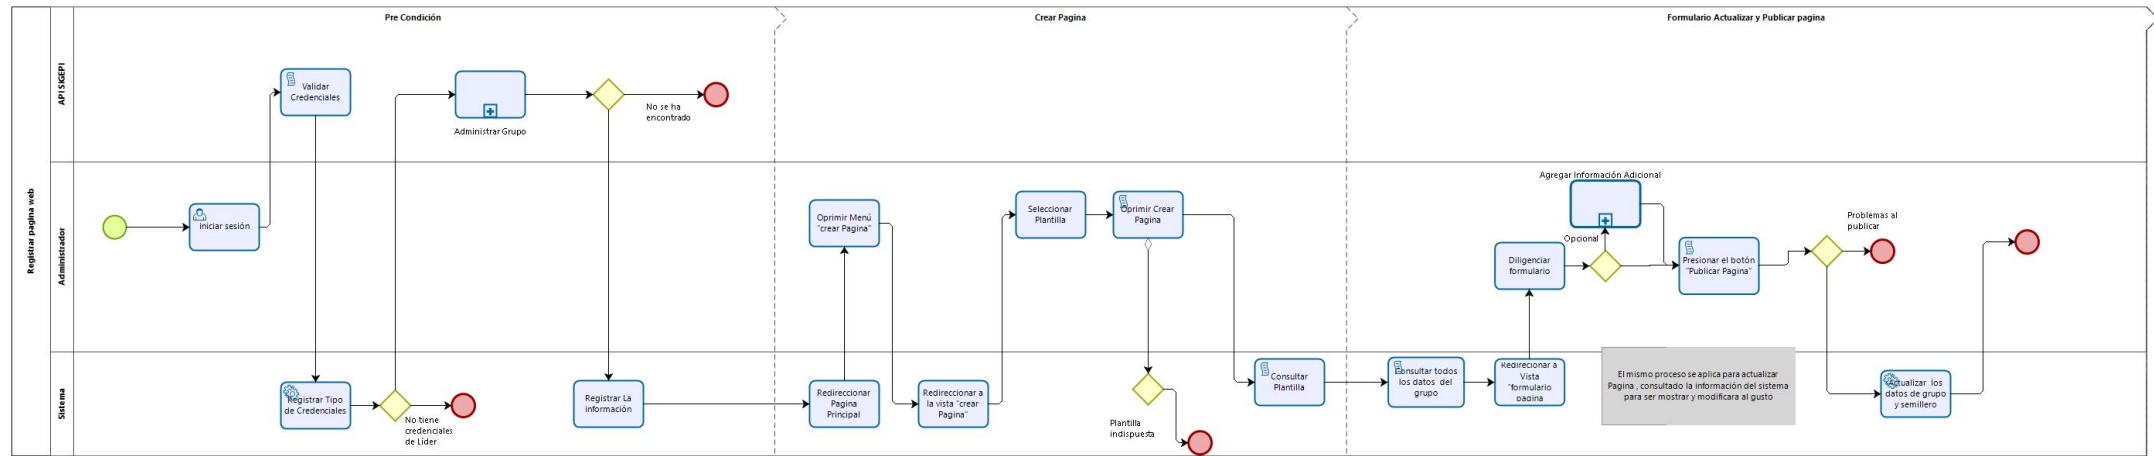 Registrar pagina web
Pre Condición
Crear Pagina
Formulario Actualizar y Publicar pagina
API SIGEPI
Validar
Credenciales
Administrar Grupo
No se ha
encontrado
Administrador
iniciar sesión
Oprimir Menú
"crear Pagina"
Seleccionar
Plantilla
Oprimir Crear
Pagina
Agregar Información Adicional
Opcional
Diligenciar
formulario
Presionar el botón
"Publicar Pagina"
Problemas al
publicar
Sistema
Registrar Tipo
de Credenciales
No tiene
credenciales
de Líder
Registrar La
información
Redireccionar
Pagina
Principal
Redireccionar a
la vista "crear
Pagina"
Plantilla
indispuesta
Consultar
Plantilla
Consultar todos
los datos del
grupo
Redirecionar a
Vista
"formulario
pagina
El mismo proceso se aplica para actualizar
Pagina , consultado la información del sistema
para ser mostrar y modificara al gusto
Actualizar los
datos de grupo
y semillero